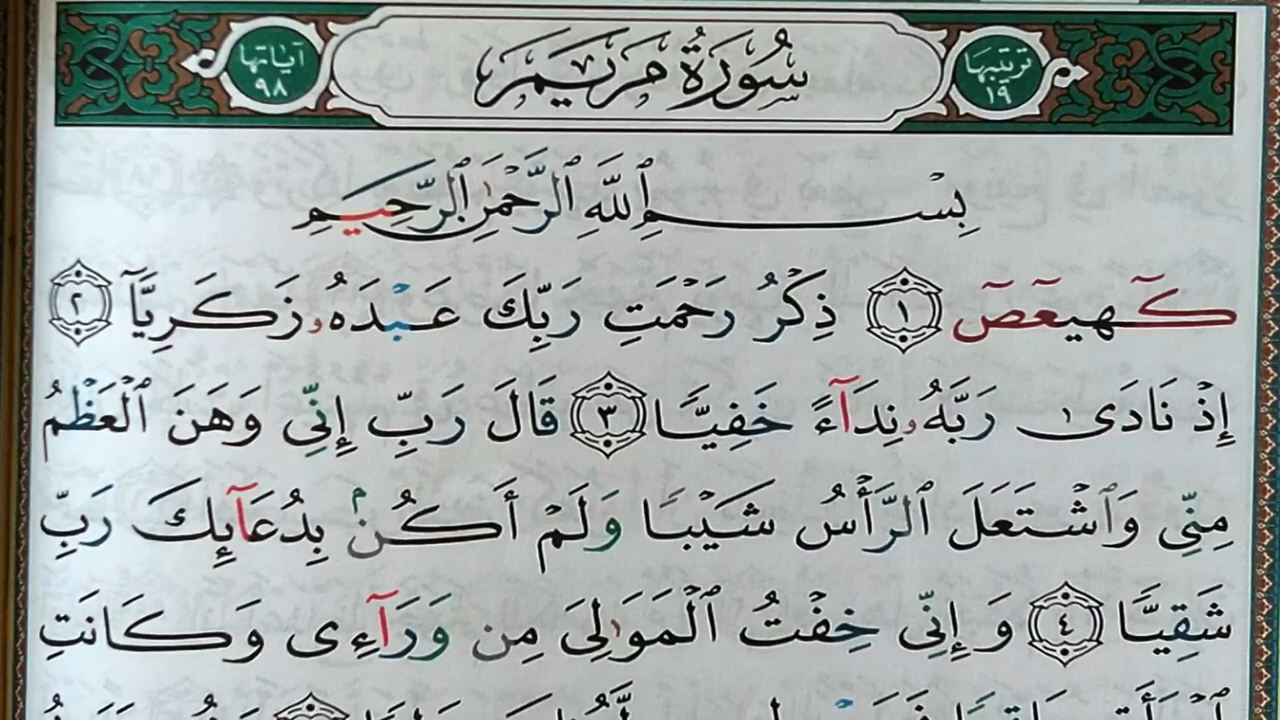 ترتيبها ١٩ سُورَةُ مَرْيَم آياتها ٩٨
بِسْمِ ٱللَّهِ ٱلرَّحْمَٰنِ ٱلرَّحِيمِ
كٓهيعٓصٓ ١ ذِكْرُ رَحْمَتِ رَبِّكَ عَبْدَهُۥ زَكَرِيَّآ ٢
إِذْ نَادَىٰ رَبَّهُۥ نِدَآءً خَفِيًّا ٣ قَالَ رَبِّ إِنِّى وَهَنَ ٱلْعَظْمُ
مِنِّى وَٱشْتَعَلَ ٱلرَّأْسُ شَيْبًا وَلَمْ أَكُنۢ بِدُعَآئِكَ رَبِّ
شَقِيًّا ٤ وَإِنِّى خِفْتُ ٱلْمَوَٰلِىَ مِن وَرَآءِى وَكَانَتِ